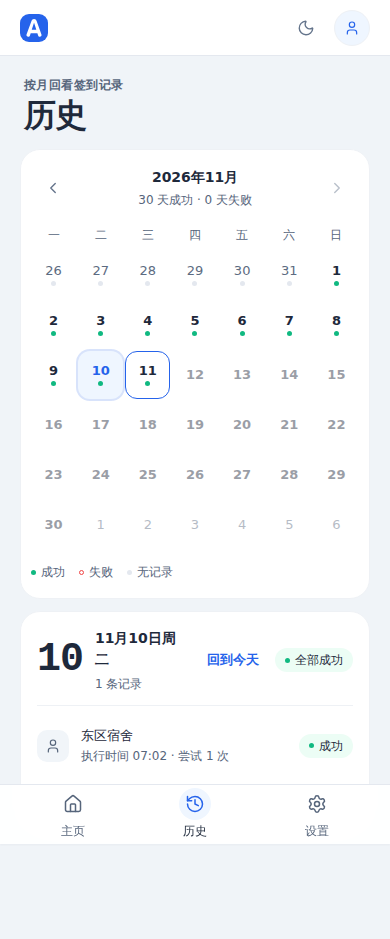 A
按月回看签到记录
历史
2026年11月
30 天成功 · 0 天失败
一 二 三 四 五 六 日
26 27 28 29 30 31 1
2 3 4 5 6 7 8
9 10 11 12 13 14 15
16 17 18 19 20 21 22
23 24 25 26 27 28 29
30 1 2 3 4 5 6
成功 失败 无记录
10 11月10日周二 回到今天 全部成功
1 条记录
东区宿舍
执行时间 07:02 · 尝试 1 次 成功
主页 历史 设置